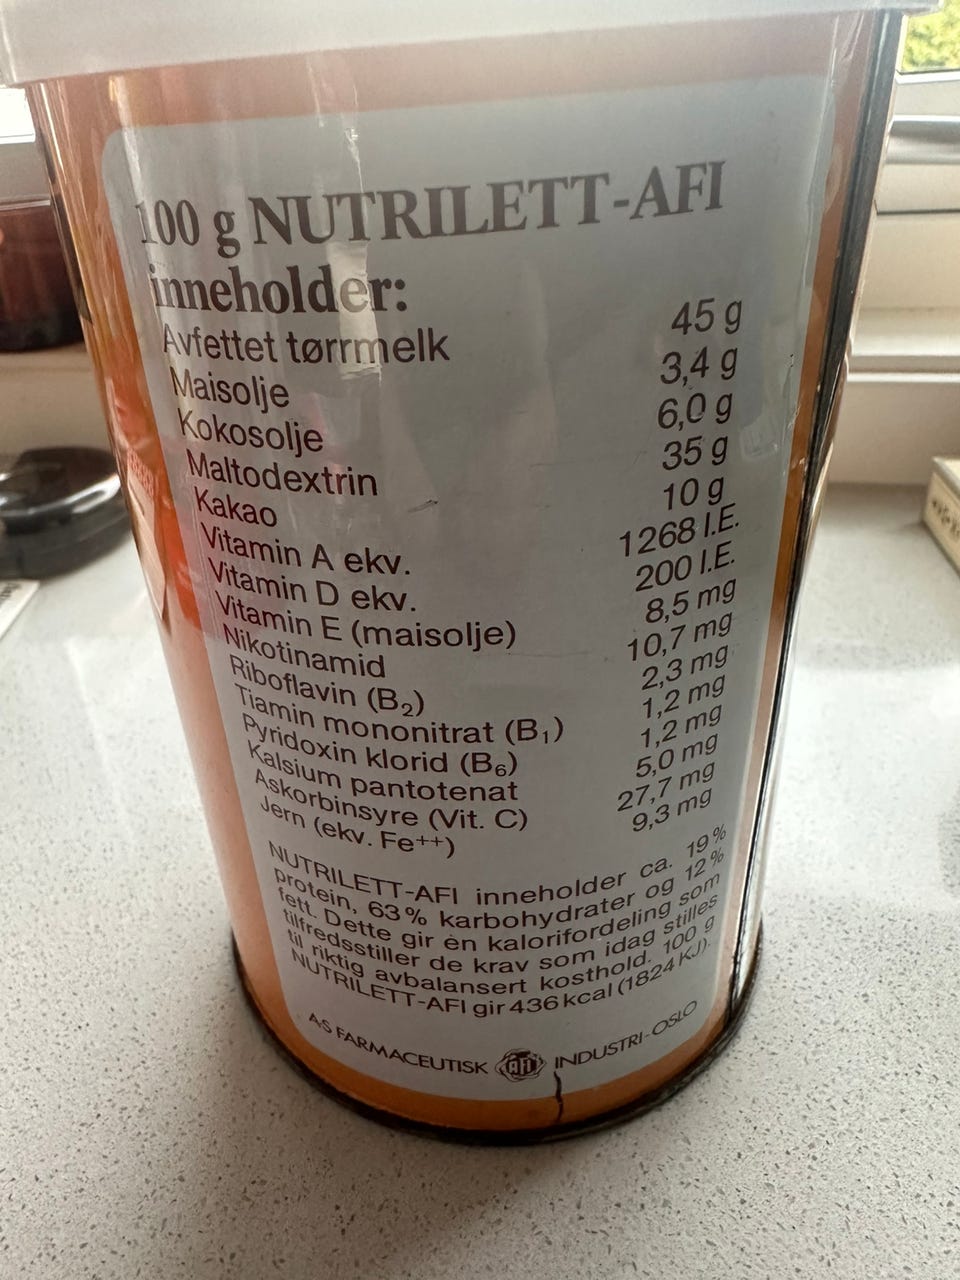 100 g NUTRILETT-AFI
inneholder:
Avfettet tørrmelk 45 g
Maisolje 3,4 g
Kokosolje 6,0 g
Maltodextrin 35 g
Kakao 10 g
Vitamin A ekv. 1268 I.E.
Vitamin D ekv. 200 I.E.
Vitamin E (maisolje) 8,5 mg
Nikotinamid 10,7 mg
Riboflavin (B₂) 2,3 mg
Tiamin mononitrat (B₁) 1,2 mg
Pyridoxin klorid (B₆) 1,2 mg
Kalsium pantotenat 5,0 mg
Askorbinsyre (Vit. C) 27,7 mg
Jern (ekv. Fe⁺⁺) 9,3 mg
NUTRILETT-AFI inneholder ca. 19%
protein, 63% karbohydrater og 12%
fett. Dette gir en kalorifordeling som
tilfredsstiller de krav som idag stilles
til riktig avbalansert kosthold. 100 g
NUTRILETT-AFI gir 436 kcal (1824 KJ).
A-S FARMACEUTISK AFI INDUSTRI-OSLO